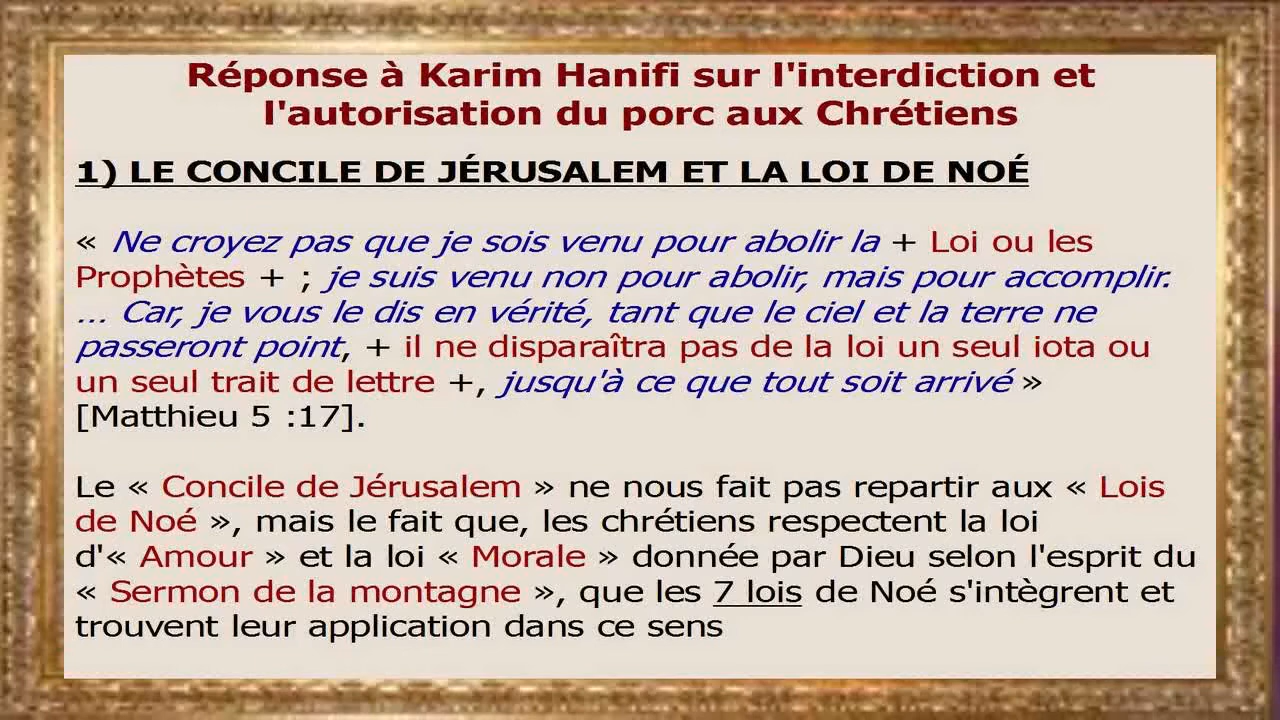 Réponse à Karim Hanifi sur l'interdiction et
l'autorisation du porc aux Chrétiens
1) LE CONCILE DE JÉRUSALEM ET LA LOI DE NOÉ
« Ne croyez pas que je sois venu pour abolir la + Loi ou les
Prophètes + ; je suis venu non pour abolir, mais pour accomplir.
... Car, je vous le dis en vérité, tant que le ciel et la terre ne
passeront point, + il ne disparaîtra pas de la loi un seul iota ou
un seul trait de lettre +, jusqu'à ce que tout soit arrivé »
[Matthieu 5 :17].
Le « Concile de Jérusalem » ne nous fait pas repartir aux « Lois
de Noé », mais le fait que, les chrétiens respectent la loi
d'« Amour » et la loi « Morale » donnée par Dieu selon l'esprit du
« Sermon de la montagne », que les 7 lois de Noé s'intègrent et
trouvent leur application dans ce sens